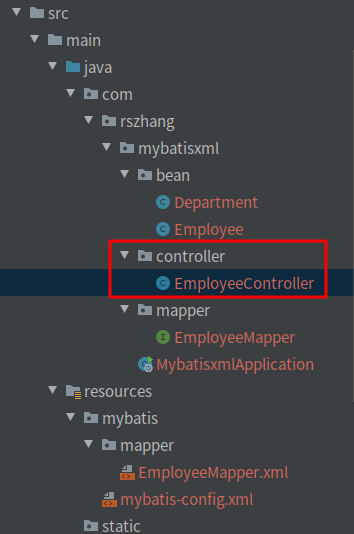 src
main
java
com
rszhang
mybatisxml
bean
Department
Employee
controller
EmployeeController
mapper
EmployeeMapper
MybatisxmlApplication
resources
mybatis
mapper
EmployeeMapper.xml
mybatis-config.xml
static